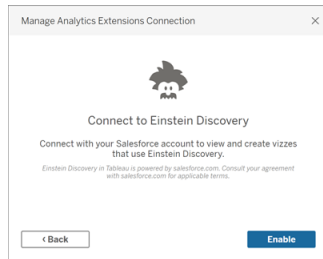 Manage Analytics Extensions Connection
Connect to Einstein Discovery
Connect with your Salesforce account to view and create vizzes
that use Einstein Discovery.
Einstein Discovery in Tableau is powered by salesforce.com. Consult your agreement
with salesforce.com for applicable terms.
‹ Back
Enable